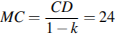 MC = CD / (1 − k) = 24